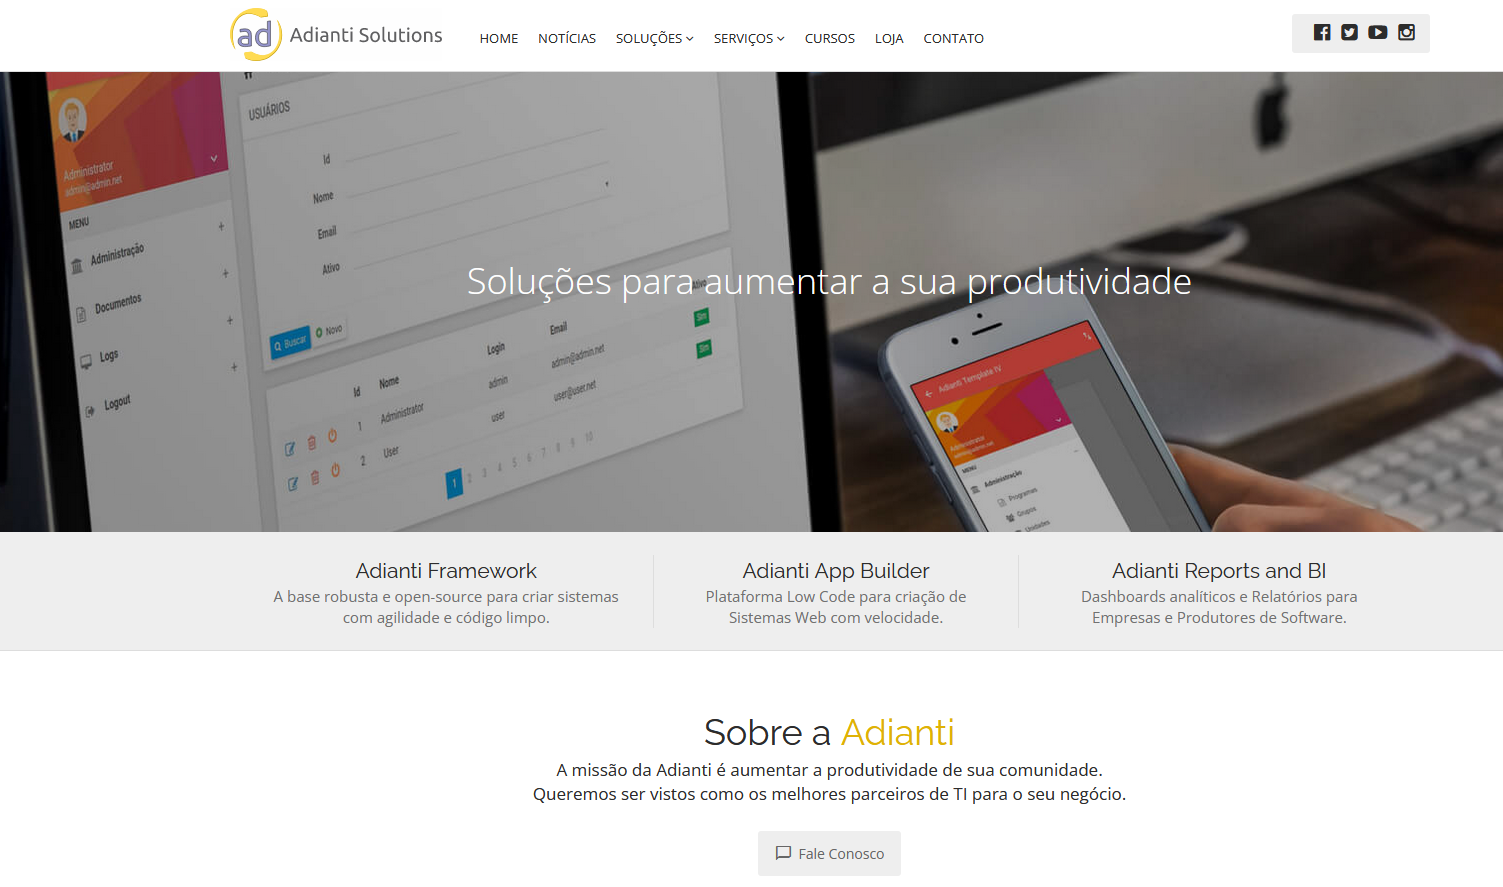 ad Adianti Solutions
HOME NOTÍCIAS SOLUÇÕES SERVIÇOS CURSOS LOJA CONTATO
USUÁRIOS
Id
Nome
Email
Ativo
Buscar Novo
Administrator
admin@admin.net
MENU
Administração
Documentos
Logs
Logout
Id Nome Login Email Ativo
1 Administrator admin admin@admin.net Sim
2 User user user@user.net Sim
1 2 3 4 5 6 7 8 9 10
Soluções para aumentar a sua produtividade
Adianti Template IV
Administrator
MENU
Administração
Programas
Grupos
Unidades
Adianti Framework
A base robusta e open-source para criar sistemas
com agilidade e código limpo.
Adianti App Builder
Plataforma Low Code para criação de
Sistemas Web com velocidade.
Adianti Reports and BI
Dashboards analíticos e Relatórios para
Empresas e Produtores de Software.
Sobre a Adianti
A missão da Adianti é aumentar a produtividade de sua comunidade.
Queremos ser vistos como os melhores parceiros de TI para o seu negócio.
Fale Conosco